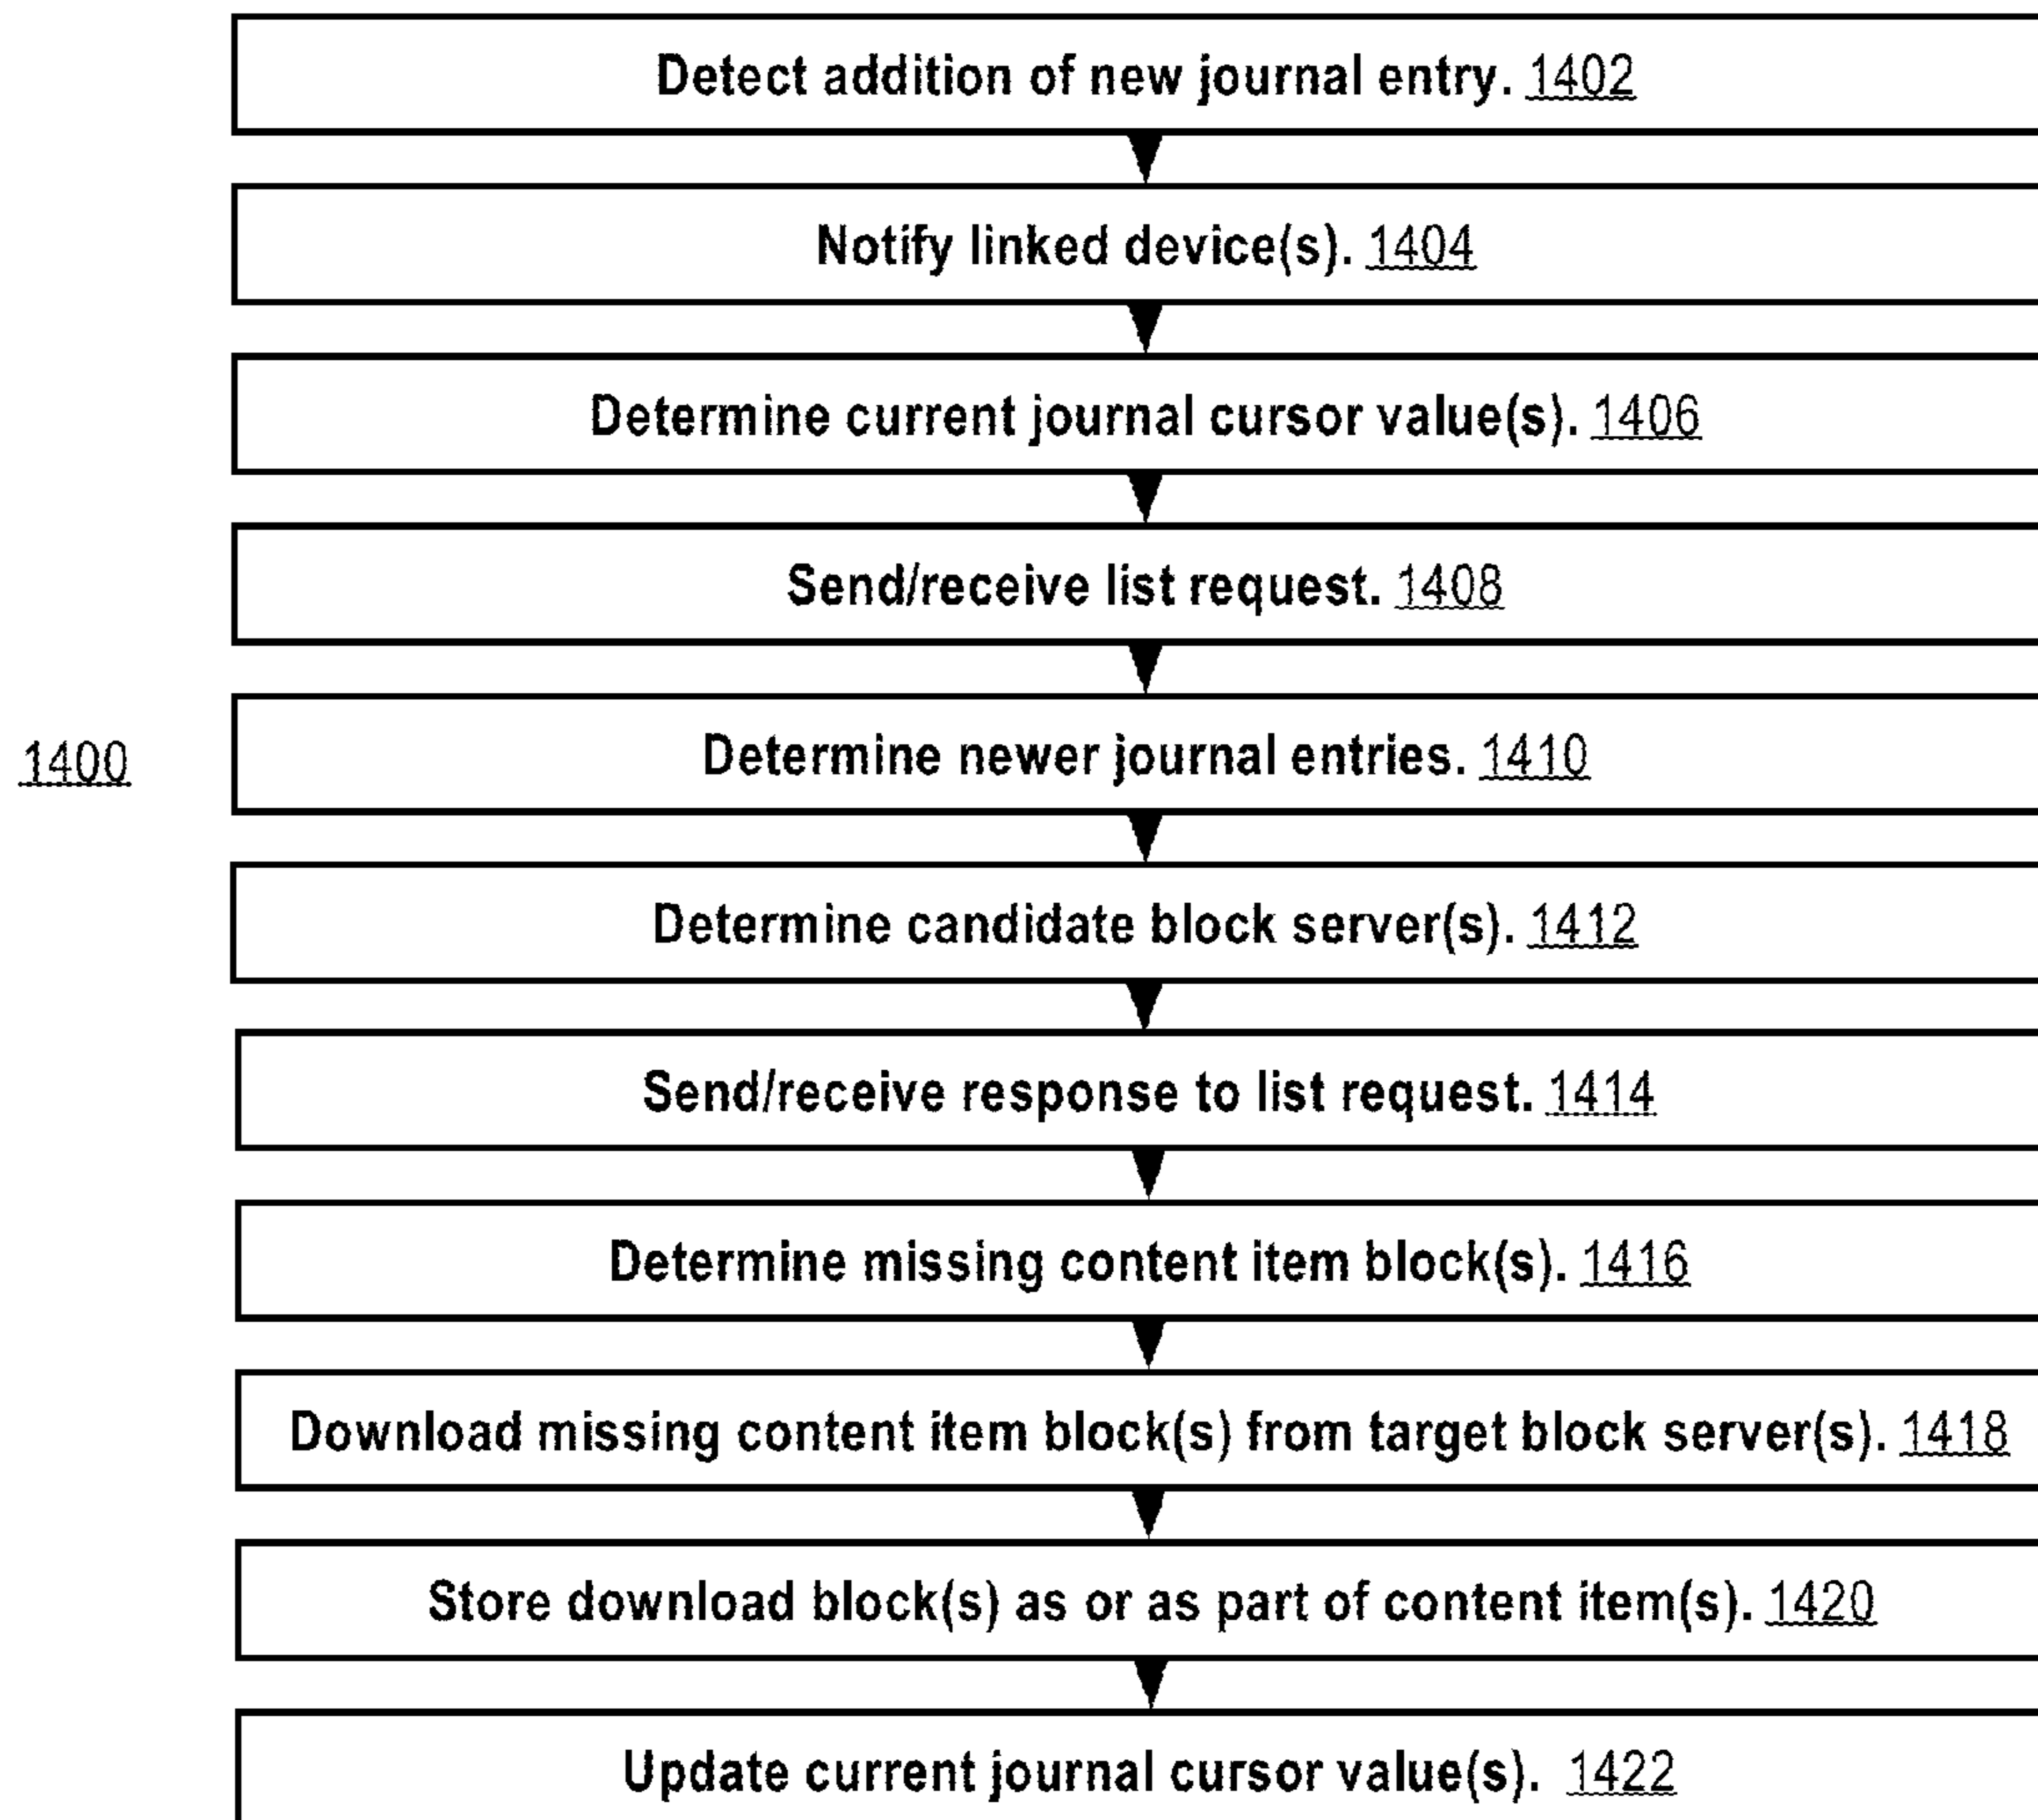 Detect addition of new journal entry. 1402
Notify linked device(s). 1404
Determine current journal cursor value(s). 1406
Send/receive list request. 1408
1400
Determine newer journal entries. 1410
Determine candidate block server(s). 1412
Send/receive response to list request. 1414
Determine missing content item block(s). 1416
Download missing content item block(s) from target block server(s). 1418
Store download block(s) as or as part of content item(s). 1420
Update current journal cursor value(s). 1422